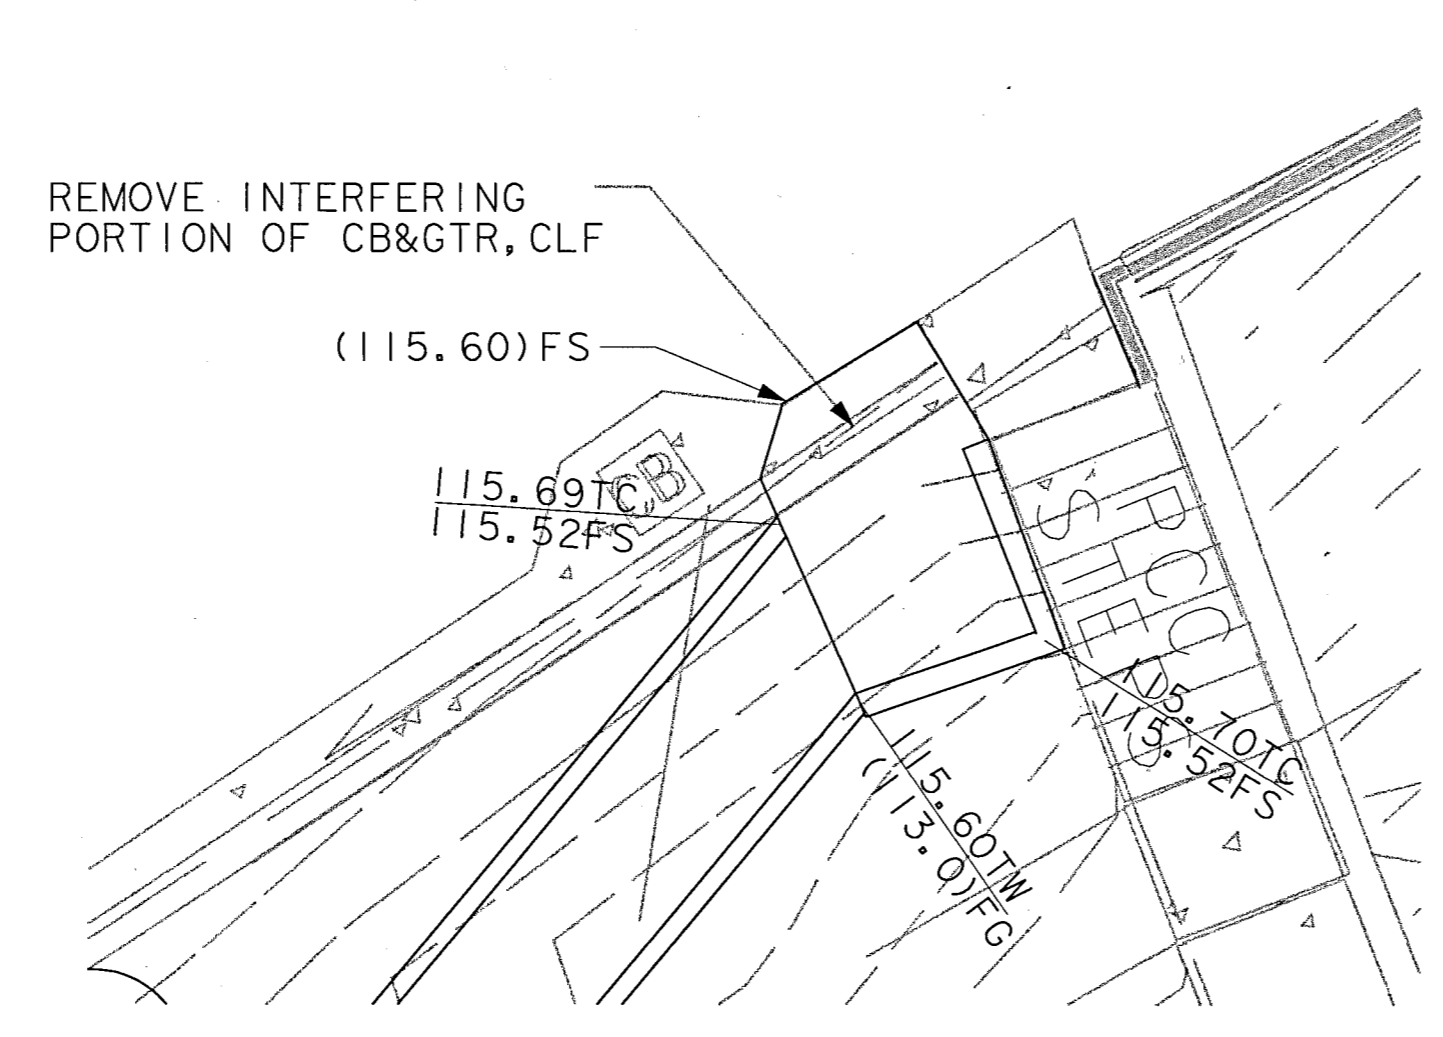 REMOVE INTERFERING
PORTION OF CB&GTR,CLF
(115.60)FS
CB
115.69TC
115.52FS
PCC
STEPS
115.70TC
115.52FS
115.60TW
(113.0)FG